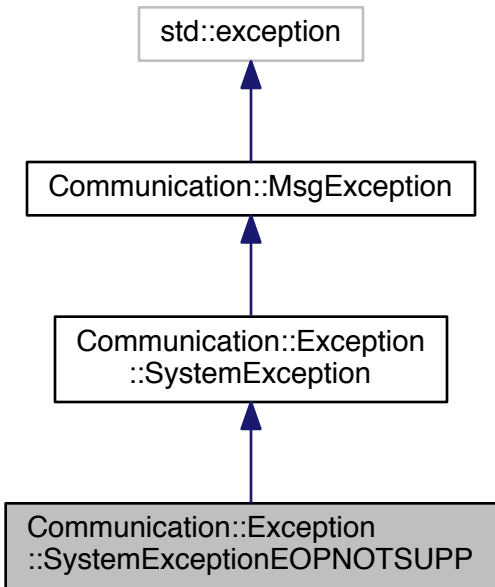 std::exception
Communication::MsgException
Communication::Exception
::SystemException
Communication::Exception
::SystemExceptionEOPNOTSUPP